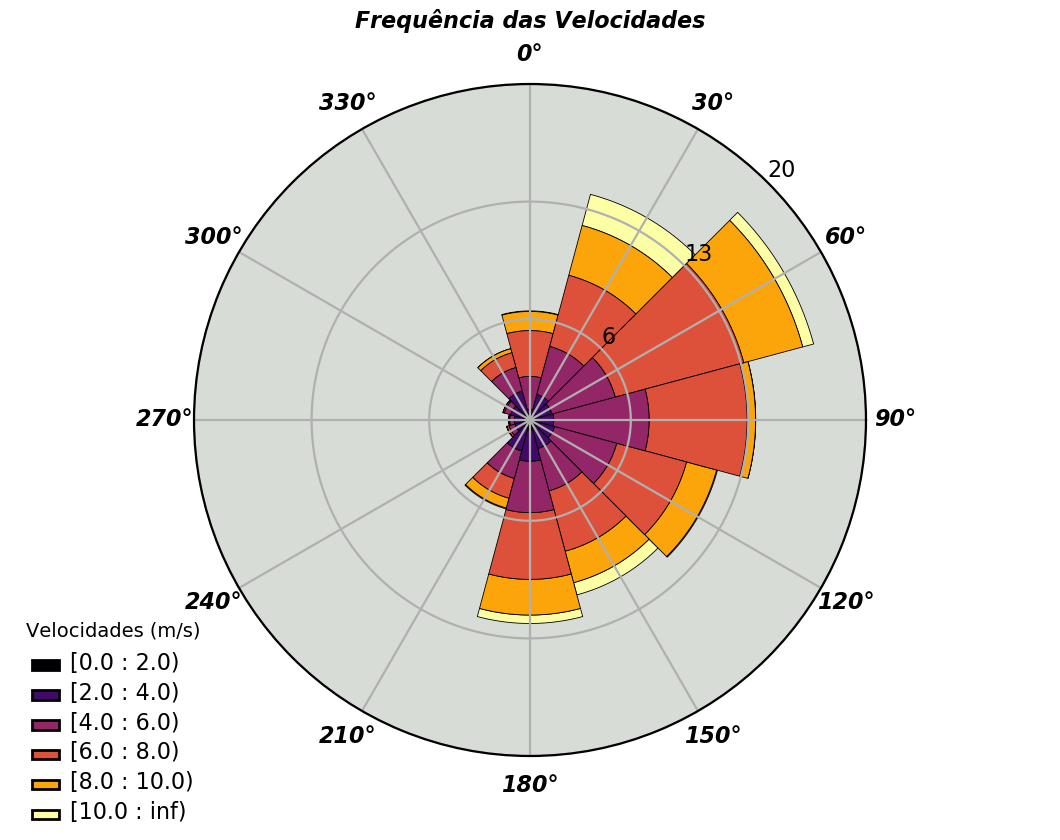 Frequência das Velocidades
0°
330°
30°
20
300°
60°
13
6
270°
90°
240°
120°
210°
150°
180°
Velocidades (m/s)
[0.0 : 2.0)
[2.0 : 4.0)
[4.0 : 6.0)
[6.0 : 8.0)
[8.0 : 10.0)
[10.0 : inf)